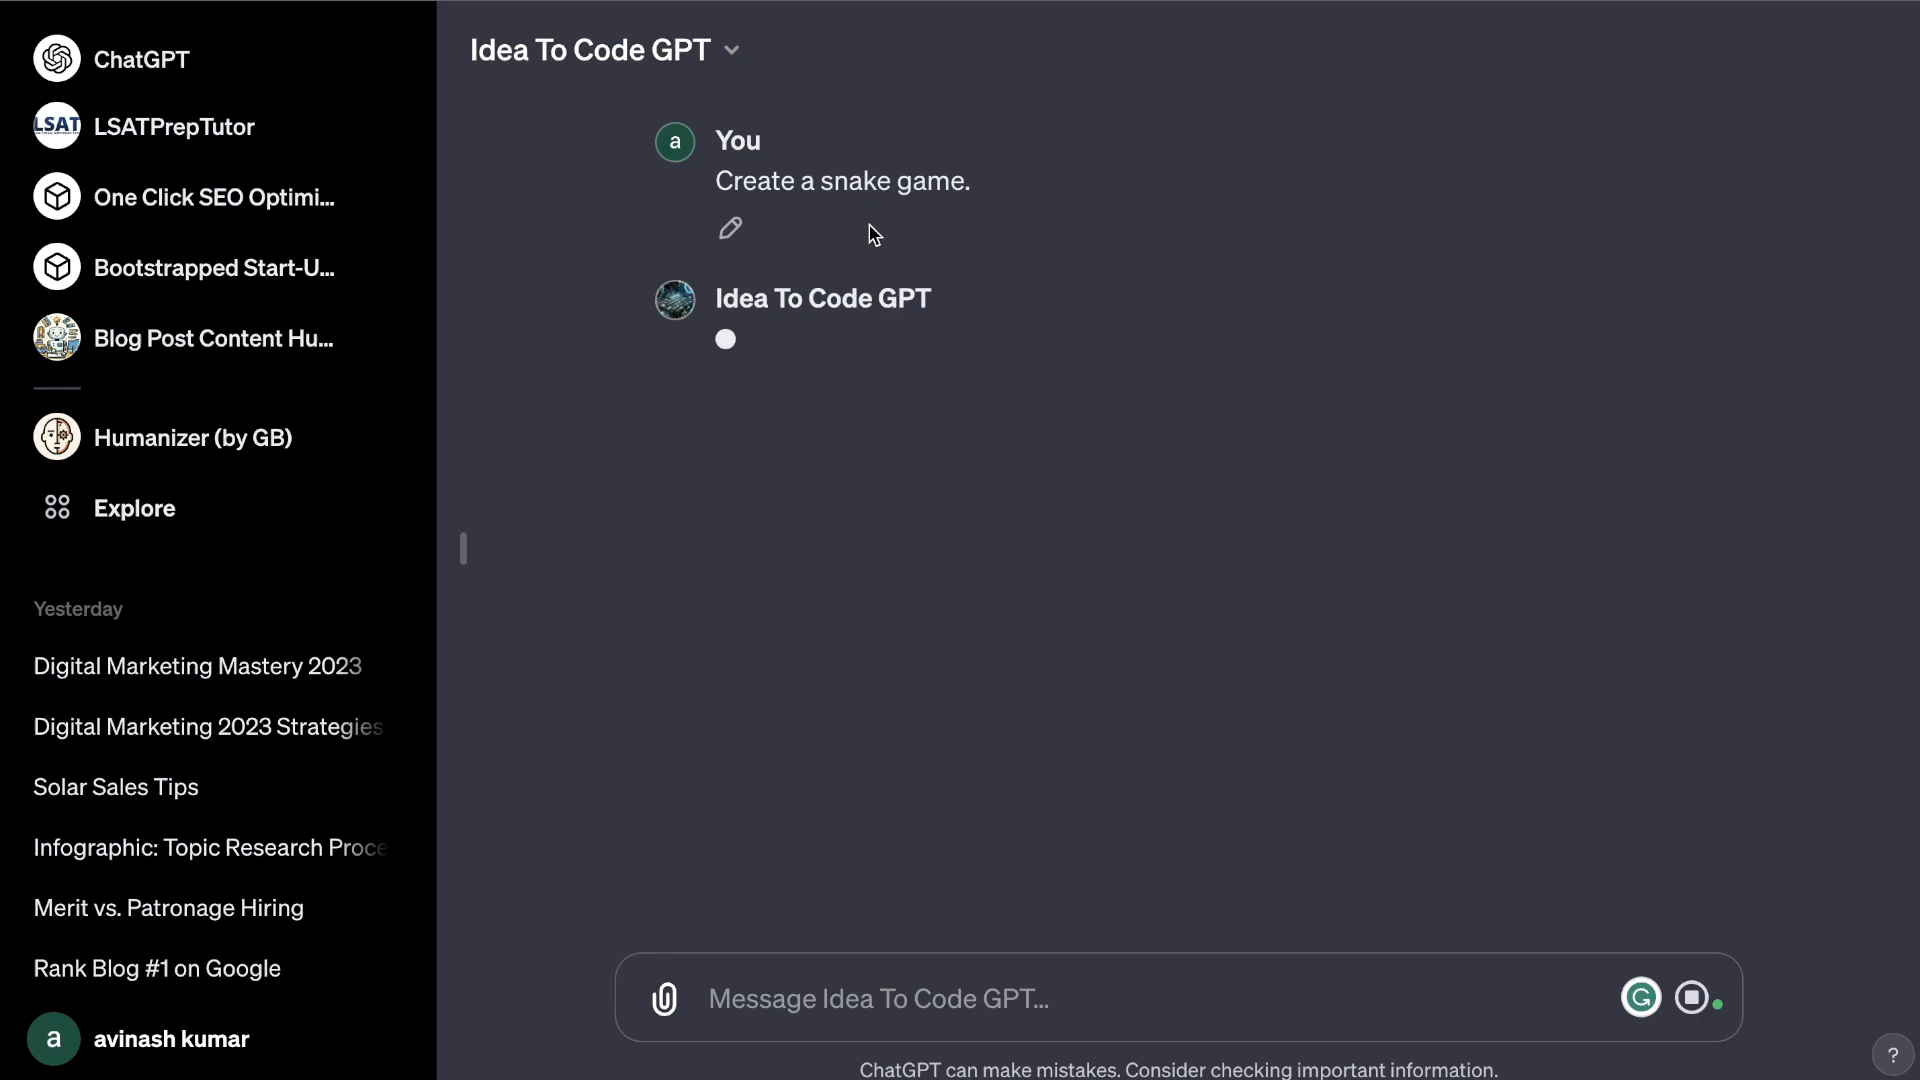 ChatGPT
LSAT
LSATPrepTutor
One Click SEO Optimi...
Bootstrapped Start-U...
Blog Post Content Hu...
Humanizer (by GB)
Explore
Yesterday
Digital Marketing Mastery 2023
Digital Marketing 2023 Strategies
Solar Sales Tips
Infographic: Topic Research Proce
Merit vs. Patronage Hiring
Rank Blog #1 on Google
a
avinash kumar
Idea To Code GPT
a
You
Create a snake game.
Idea To Code GPT
Message Idea To Code GPT...
G
ChatGPT can make mistakes. Consider checking important information.
?